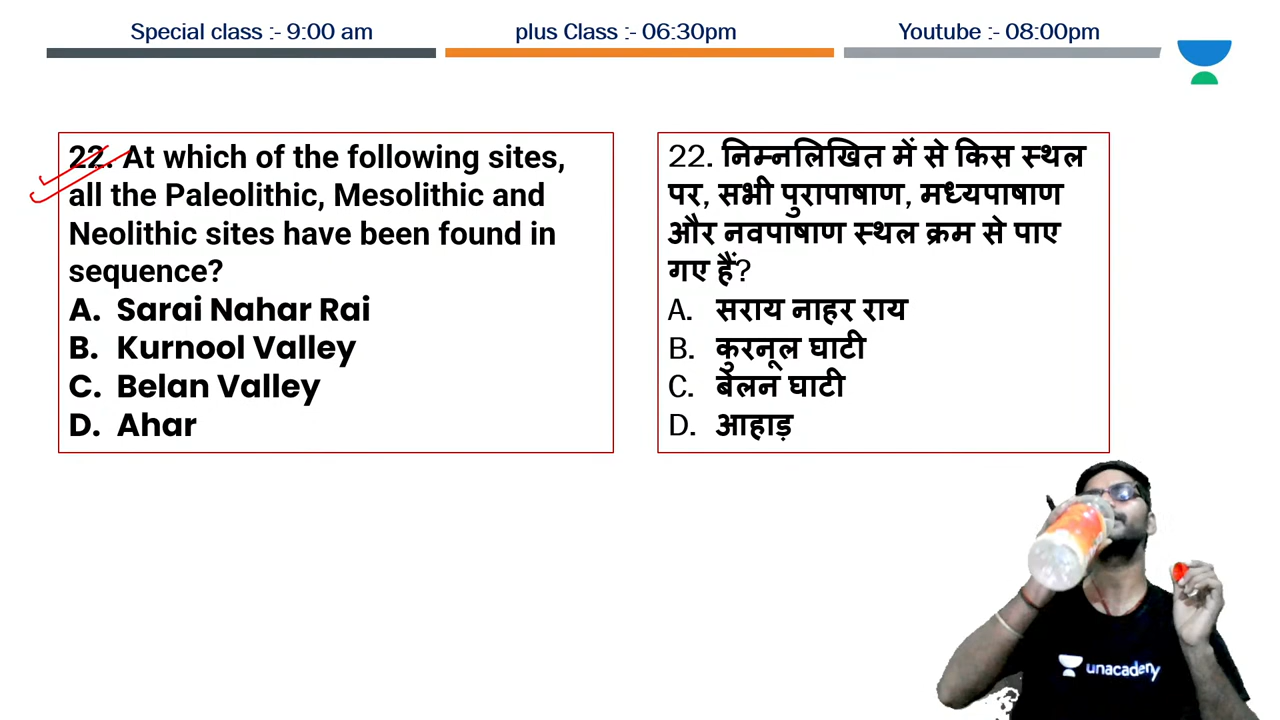 Special class :- 9:00 am
plus Class :- 06:30pm
Youtube :- 08:00pm
22. At which of the following sites,
all the Paleolithic, Mesolithic and
Neolithic sites have been found in
sequence?
A. Sarai Nahar Rai
B. Kurnool Valley
C. Belan Valley
D. Ahar
22. निम्नलिखित में से किस स्थल
पर, सभी पुरापाषाण, मध्यपाषाण
और नवपाषाण स्थल क्रम से पाए
गए हैं?
A. सराय नाहर राय
B. कुरनूल घाटी
C. बेलन घाटी
D. आहाड़
unacademy